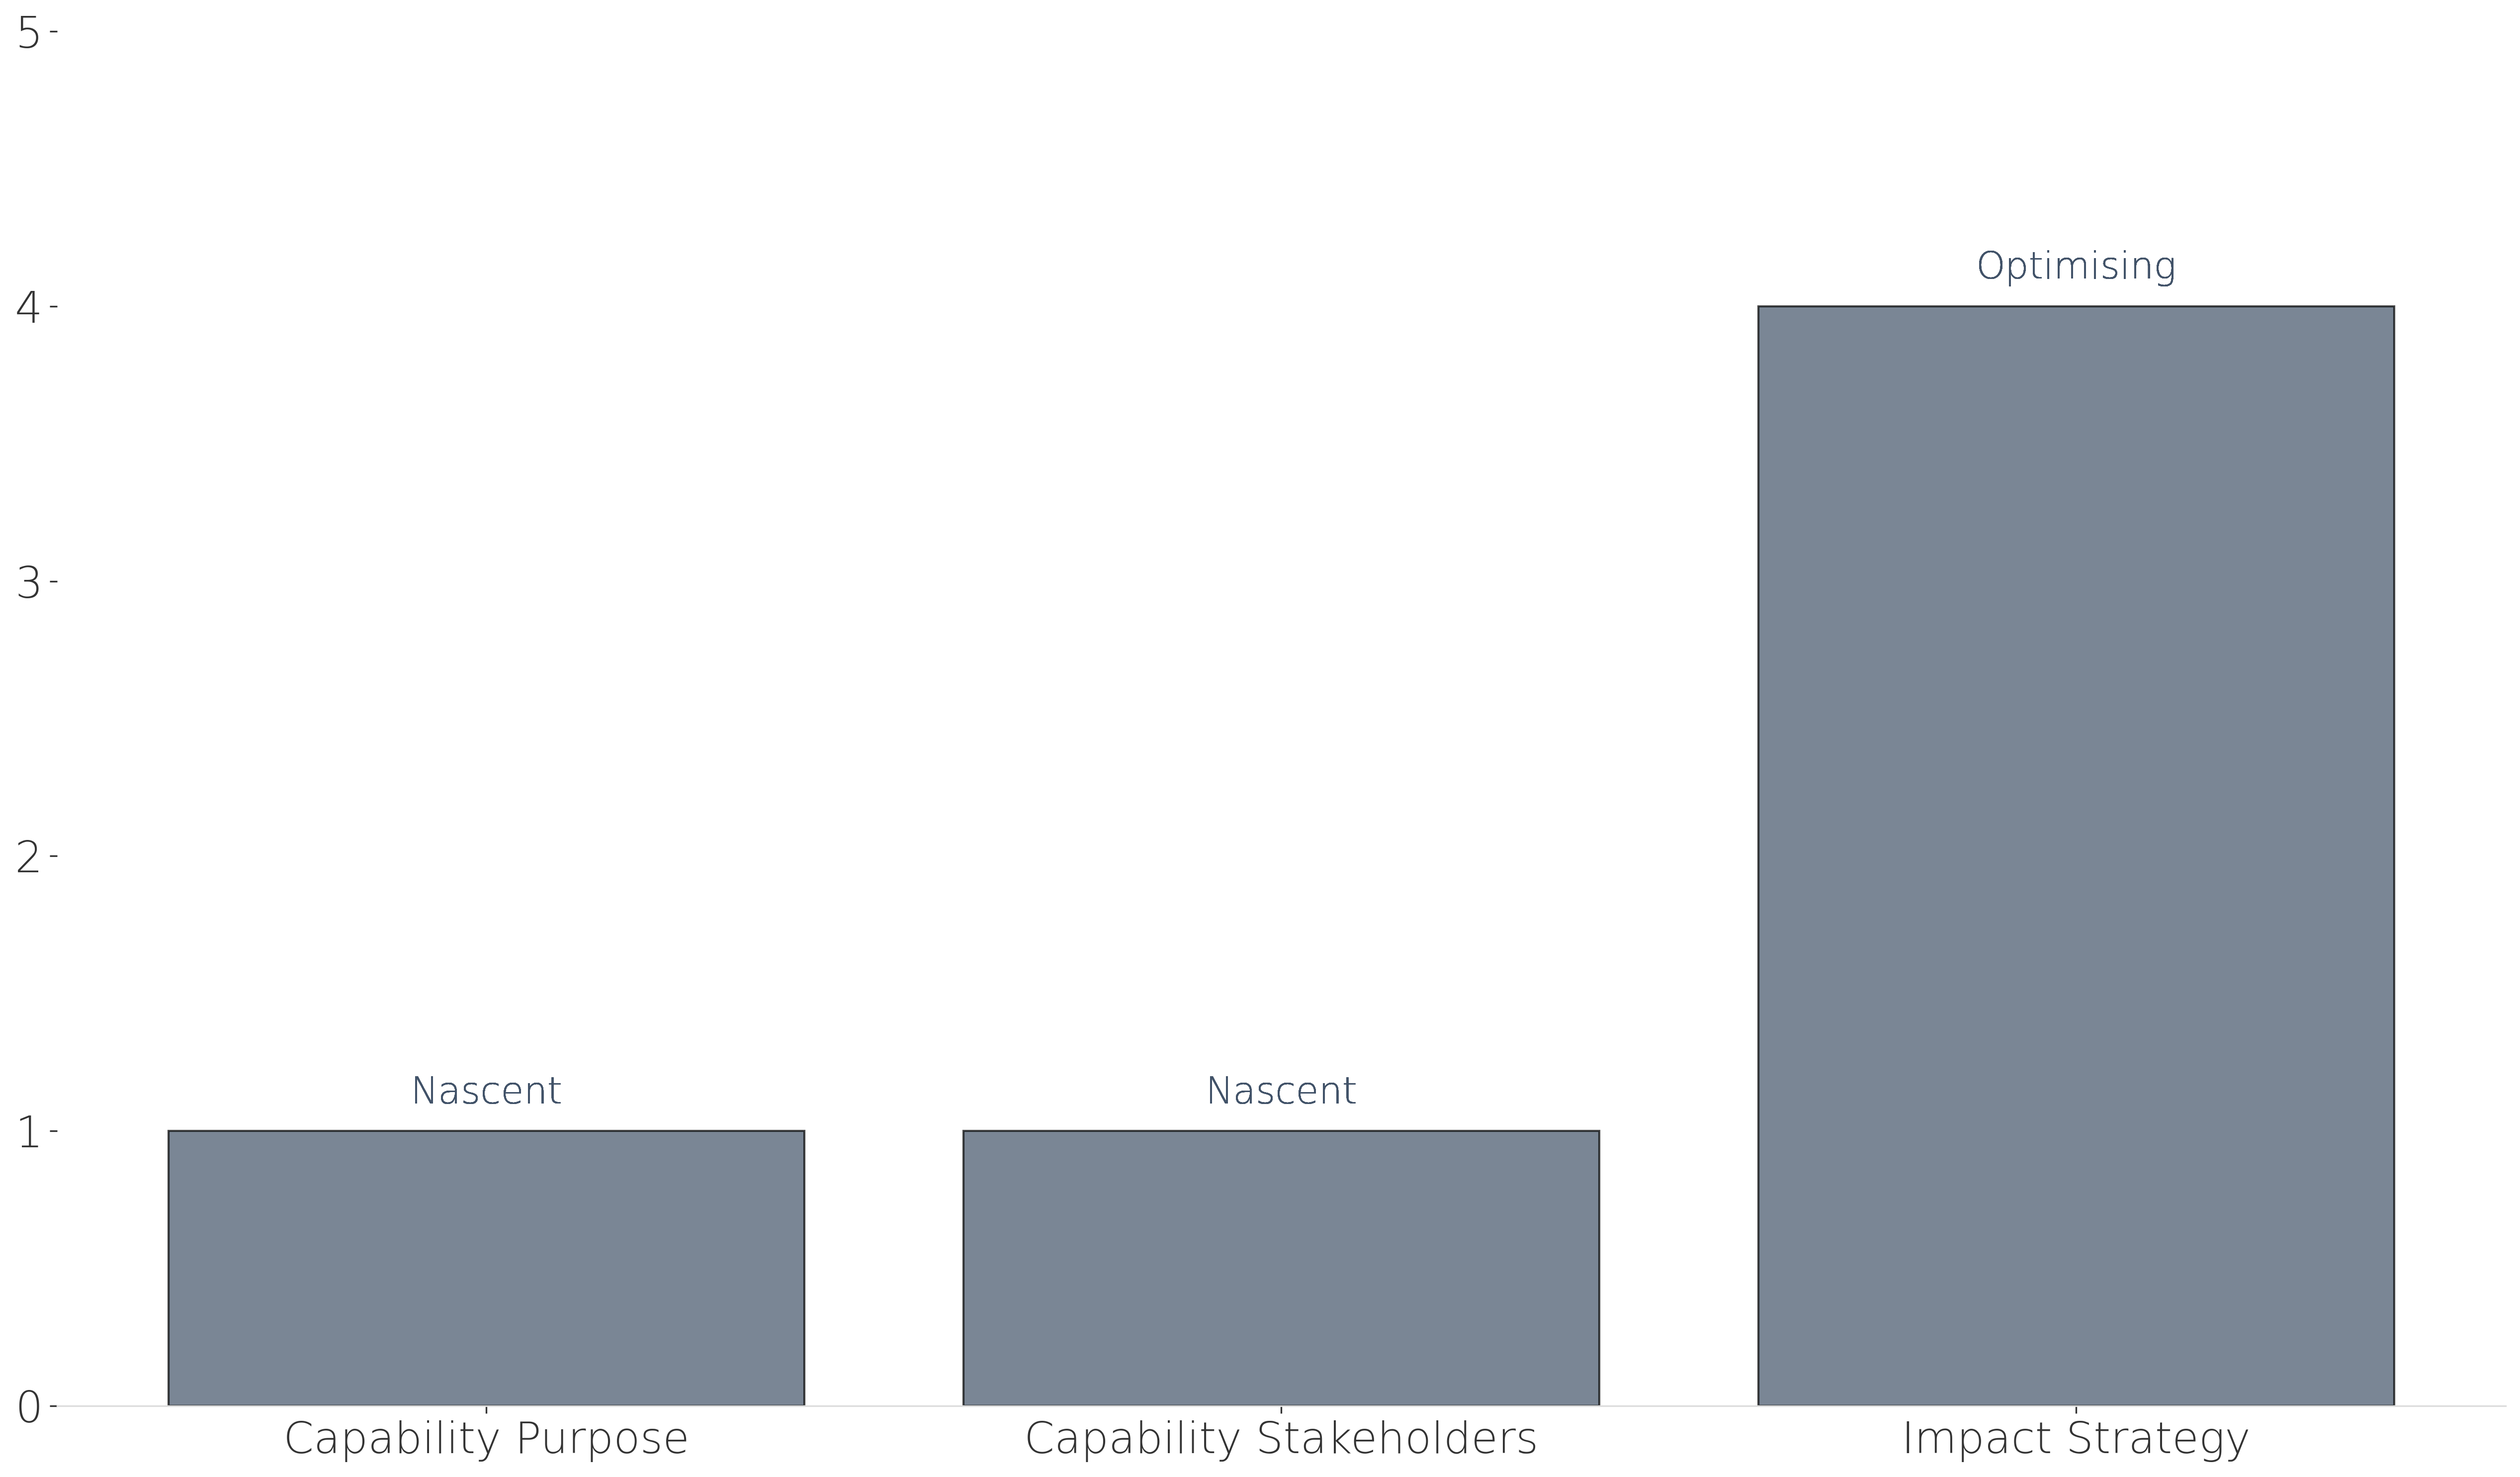 5
4
3
2
1
0
Optimising
Nascent
Nascent
Capability Purpose
Capability Stakeholders
Impact Strategy